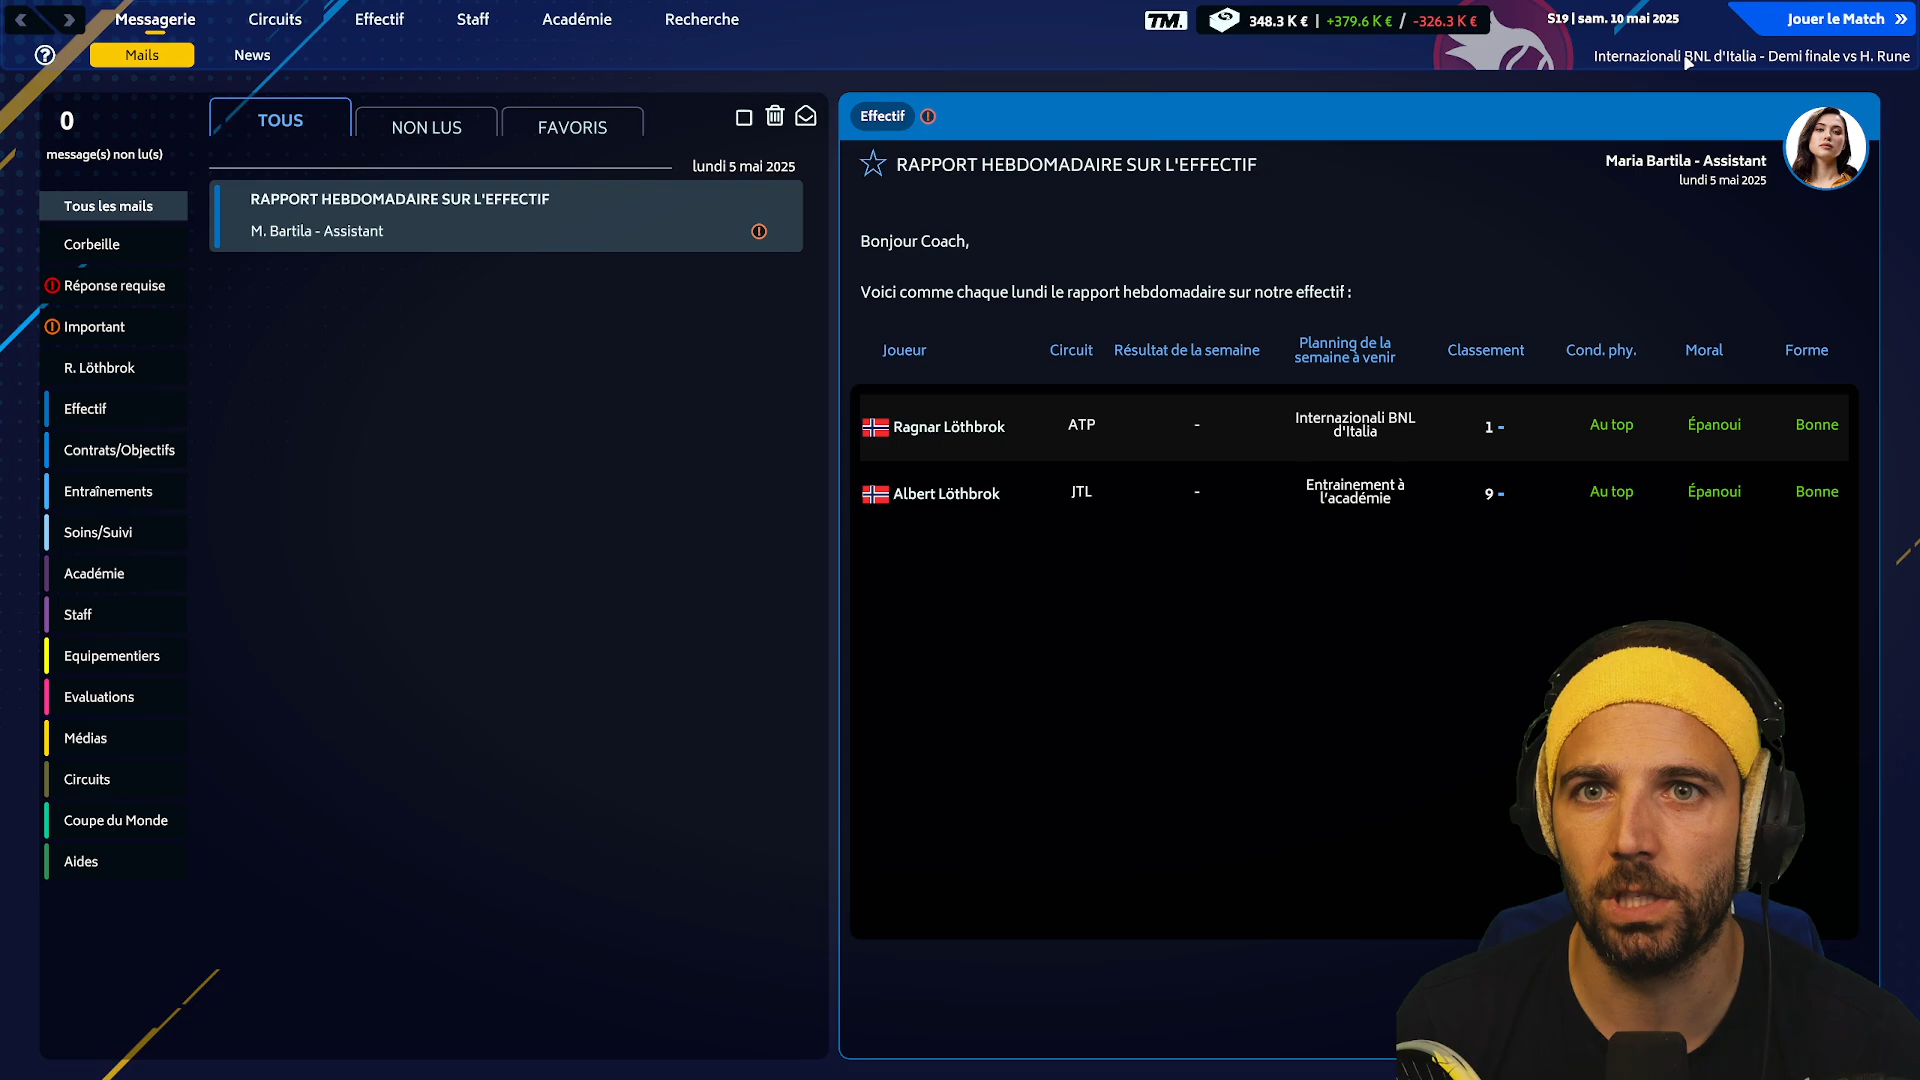 Messagerie
Circuits
Effectif
Staff
Académie
Recherche
TM.
348.3 K € | +379.6 K € / -326.3 K €
S19 | sam. 10 mai 2025
Jouer le Match
Mails
News
Internazionali BNL d'Italia - Demi finale vs H. Rune
0
message(s) non lu(s)
Tous les mails
Corbeille
Réponse requise
Important
R. Löthbrok
Effectif
Contrats/Objectifs
Entraînements
Soins/Suivi
Académie
Staff
Equipementiers
Evaluations
Médias
Circuits
Coupe du Monde
Aides
TOUS
NON LUS
FAVORIS
lundi 5 mai 2025
RAPPORT HEBDOMADAIRE SUR L'EFFECTIF
M. Bartila - Assistant
Effectif
RAPPORT HEBDOMADAIRE SUR L'EFFECTIF
Maria Bartila - Assistant
lundi 5 mai 2025
Bonjour Coach,
Voici comme chaque lundi le rapport hebdomadaire sur notre effectif :
Joueur
Circuit
Résultat de la semaine
Planning de la
semaine à venir
Classement
Cond. phy.
Moral
Forme
Ragnar Löthbrok
ATP
-
Internazionali BNL
d'Italia
1 -
Au top
Épanoui
Bonne
Albert Löthbrok
JTL
-
Entrainement à
l'académie
9 -
Au top
Épanoui
Bonne